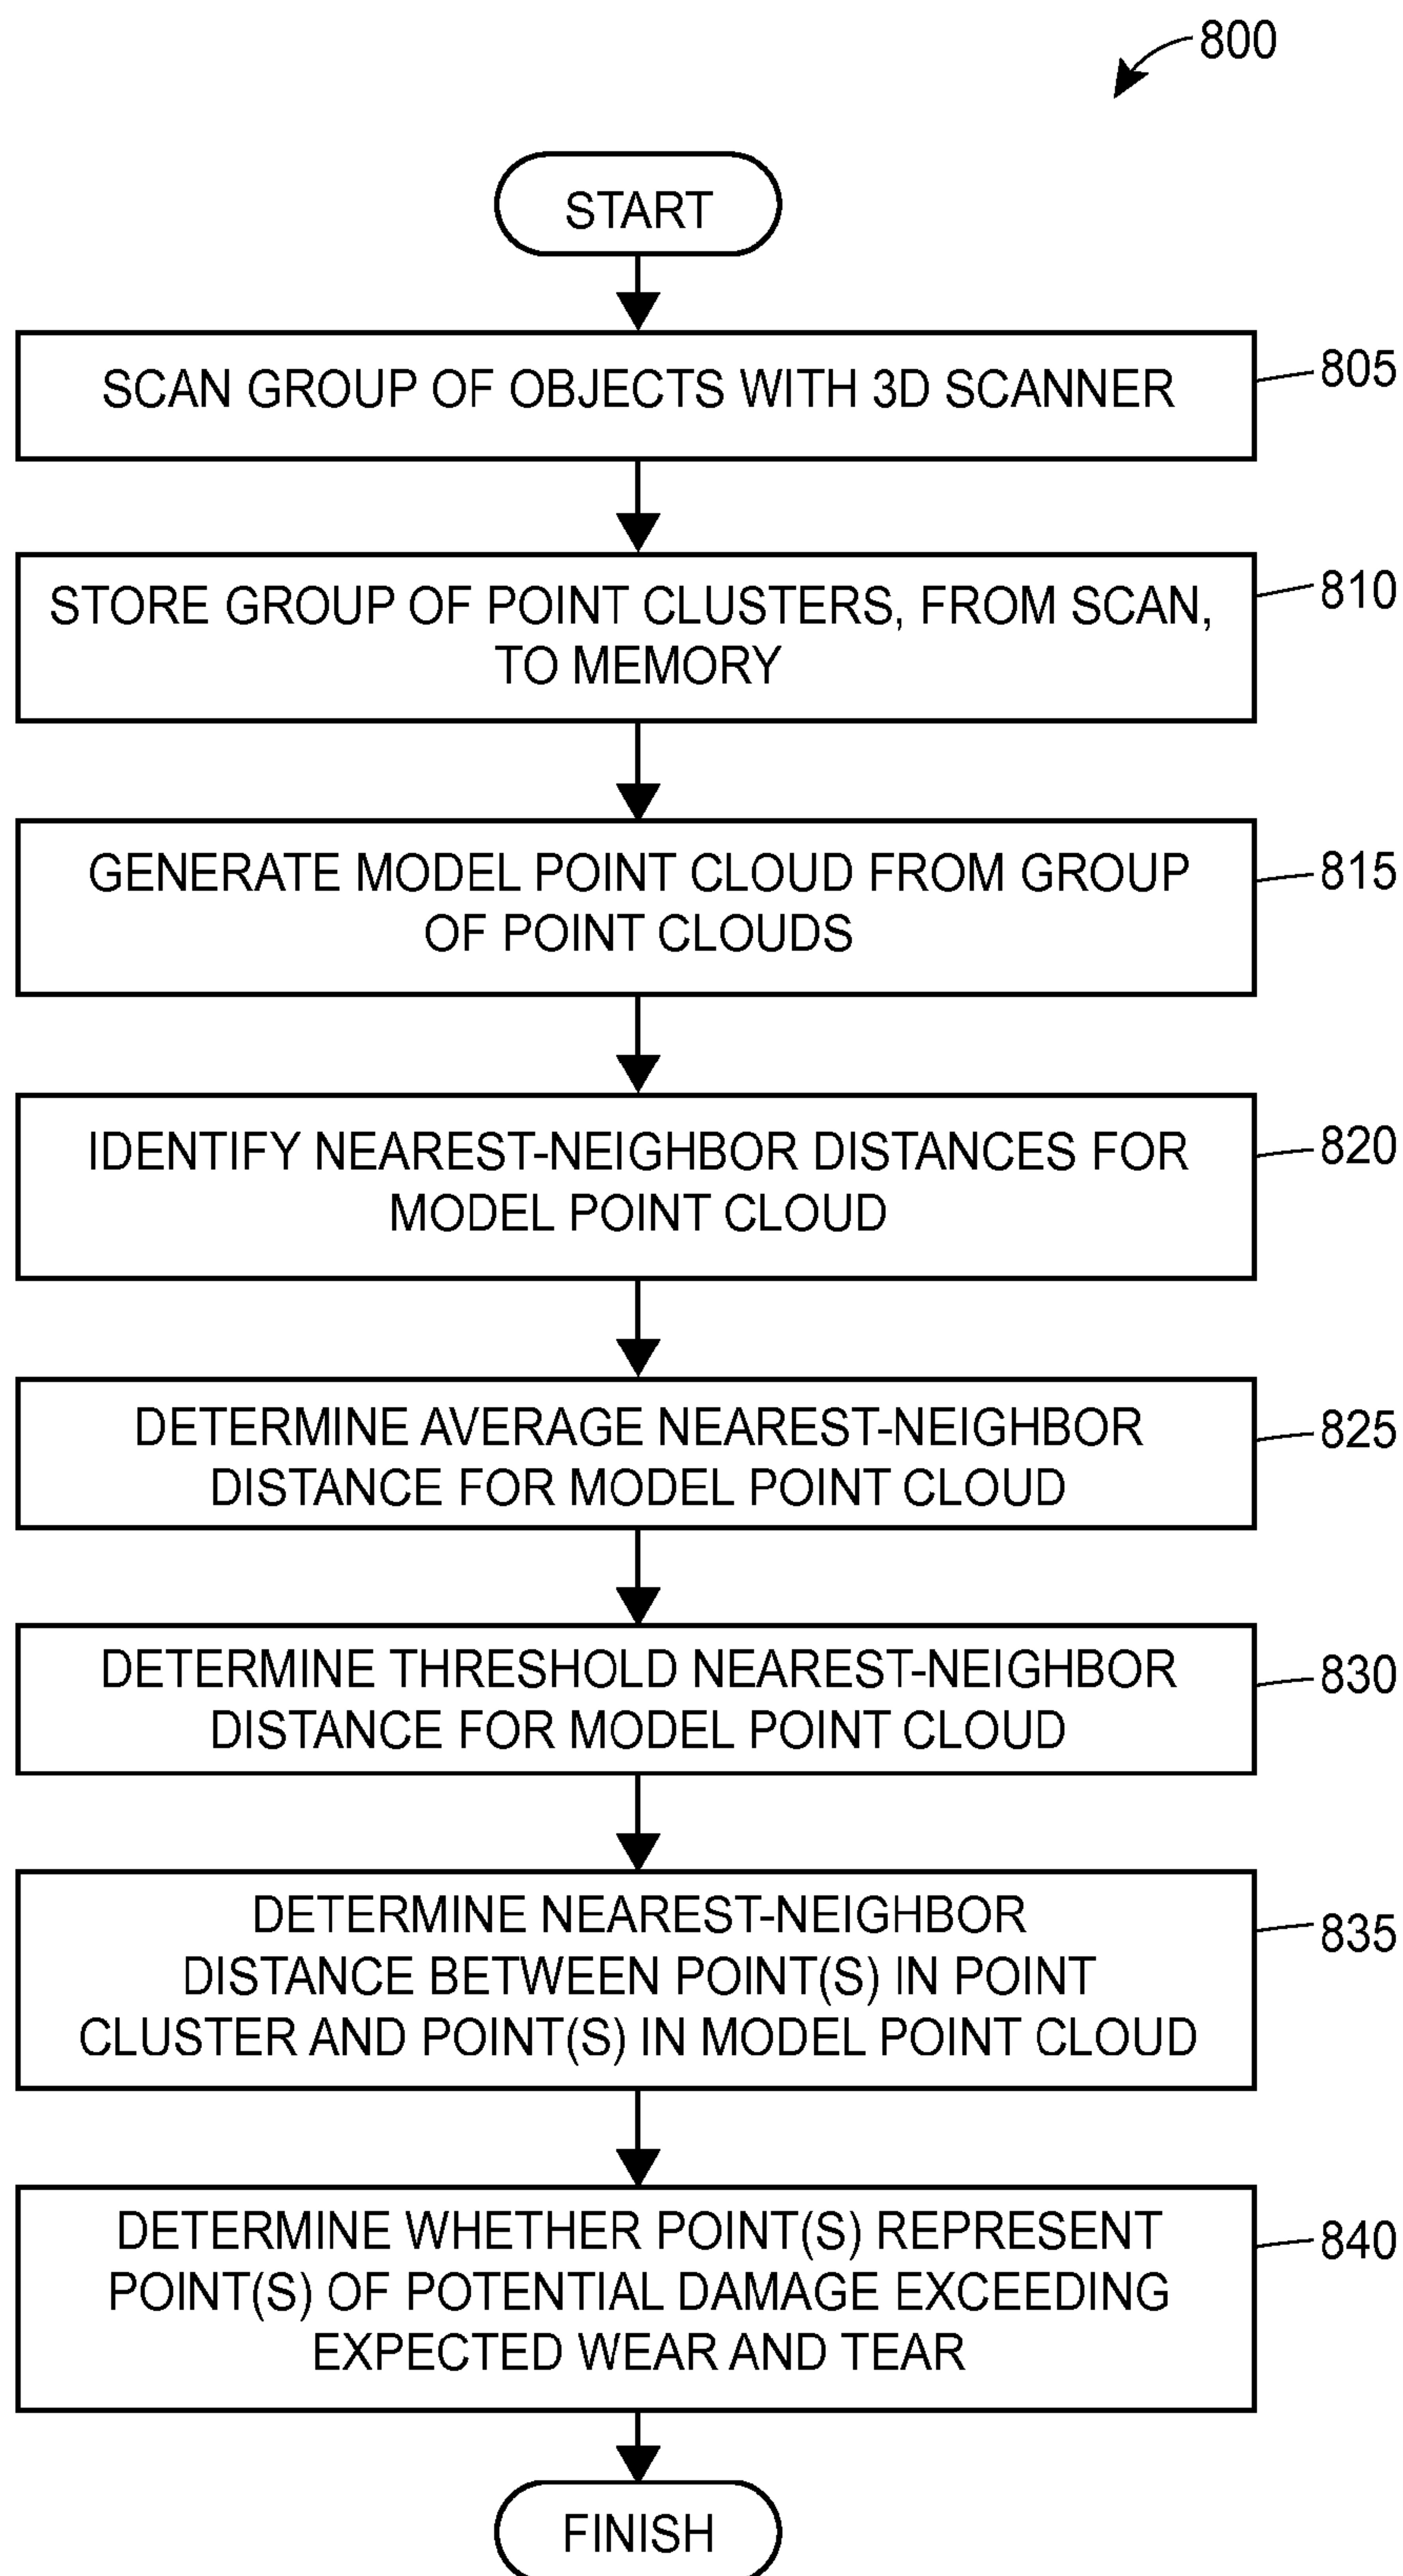 800
START
SCAN GROUP OF OBJECTS WITH 3D SCANNER
805
STORE GROUP OF POINT CLUSTERS, FROM SCAN,
TO MEMORY
810
GENERATE MODEL POINT CLOUD FROM GROUP
OF POINT CLOUDS
815
IDENTIFY NEAREST-NEIGHBOR DISTANCES FOR
MODEL POINT CLOUD
820
DETERMINE AVERAGE NEAREST-NEIGHBOR
DISTANCE FOR MODEL POINT CLOUD
825
DETERMINE THRESHOLD NEAREST-NEIGHBOR
DISTANCE FOR MODEL POINT CLOUD
830
DETERMINE NEAREST-NEIGHBOR
DISTANCE BETWEEN POINT(S) IN POINT
CLUSTER AND POINT(S) IN MODEL POINT CLOUD
835
DETERMINE WHETHER POINT(S) REPRESENT
POINT(S) OF POTENTIAL DAMAGE EXCEEDING
EXPECTED WEAR AND TEAR
840
FINISH